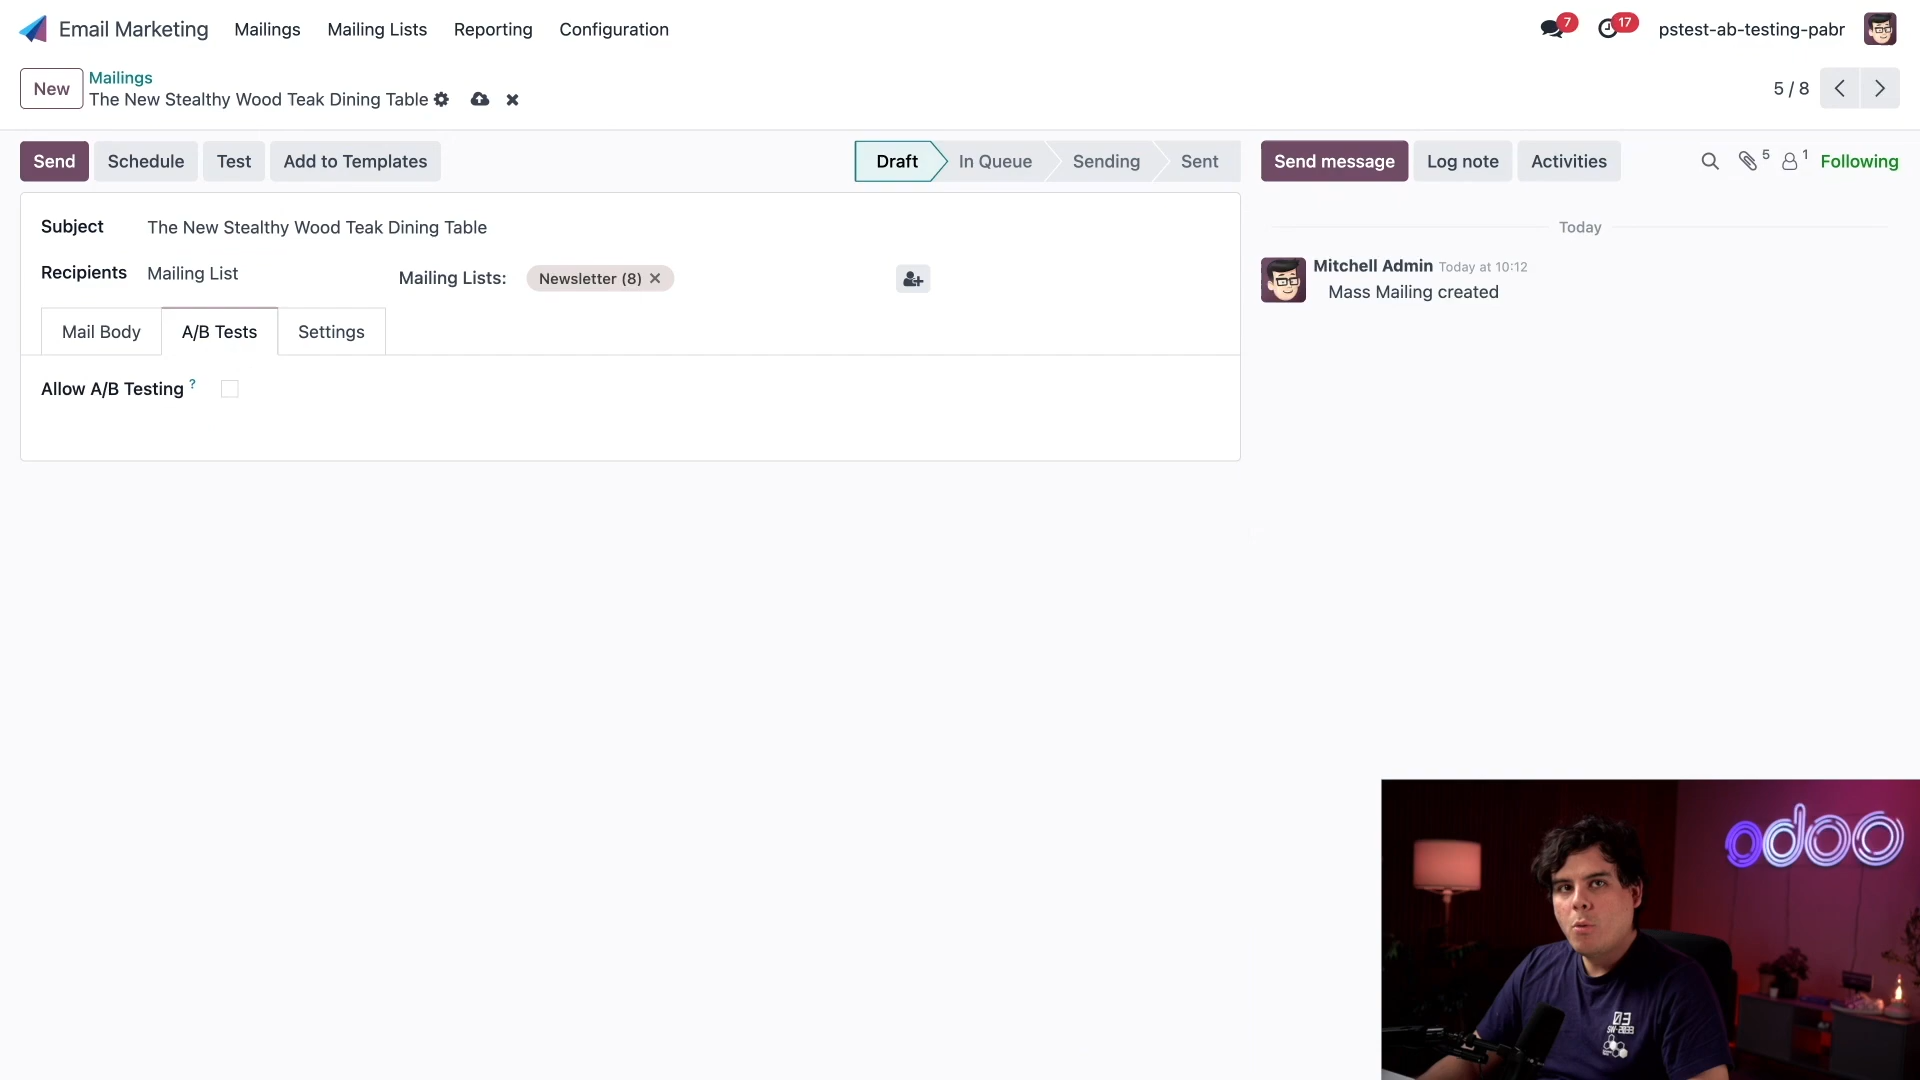 Email Marketing Mailings Mailing Lists Reporting Configuration 7 17 pstest-ab-testing-pabr
New Mailings 5 / 8
The New Stealthy Wood Teak Dining Table
Send Schedule Test Add to Templates Draft In Queue Sending Sent Send message Log note Activities 5 1 Following
Subject The New Stealthy Wood Teak Dining Table
Recipients Mailing List Mailing Lists: Newsletter (8)
Mail Body A/B Tests Settings
Allow A/B Testing ?
Today
Mitchell Admin Today at 10:12
Mass Mailing created
odoo
03
SW-2033